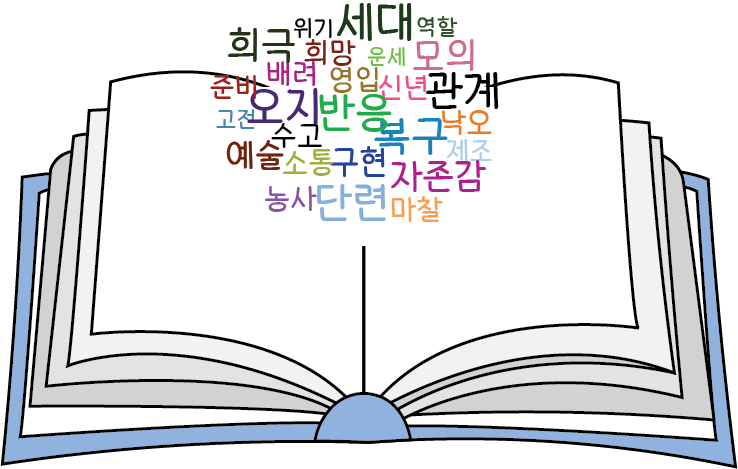 위기 세대 역할
희극 희망 운세 모의
준비 배려 영입 신년 관계
고전 오지 반응 낙오
수고 복구 제조
예술 소통 구현 자존감
농사 단련 마찰